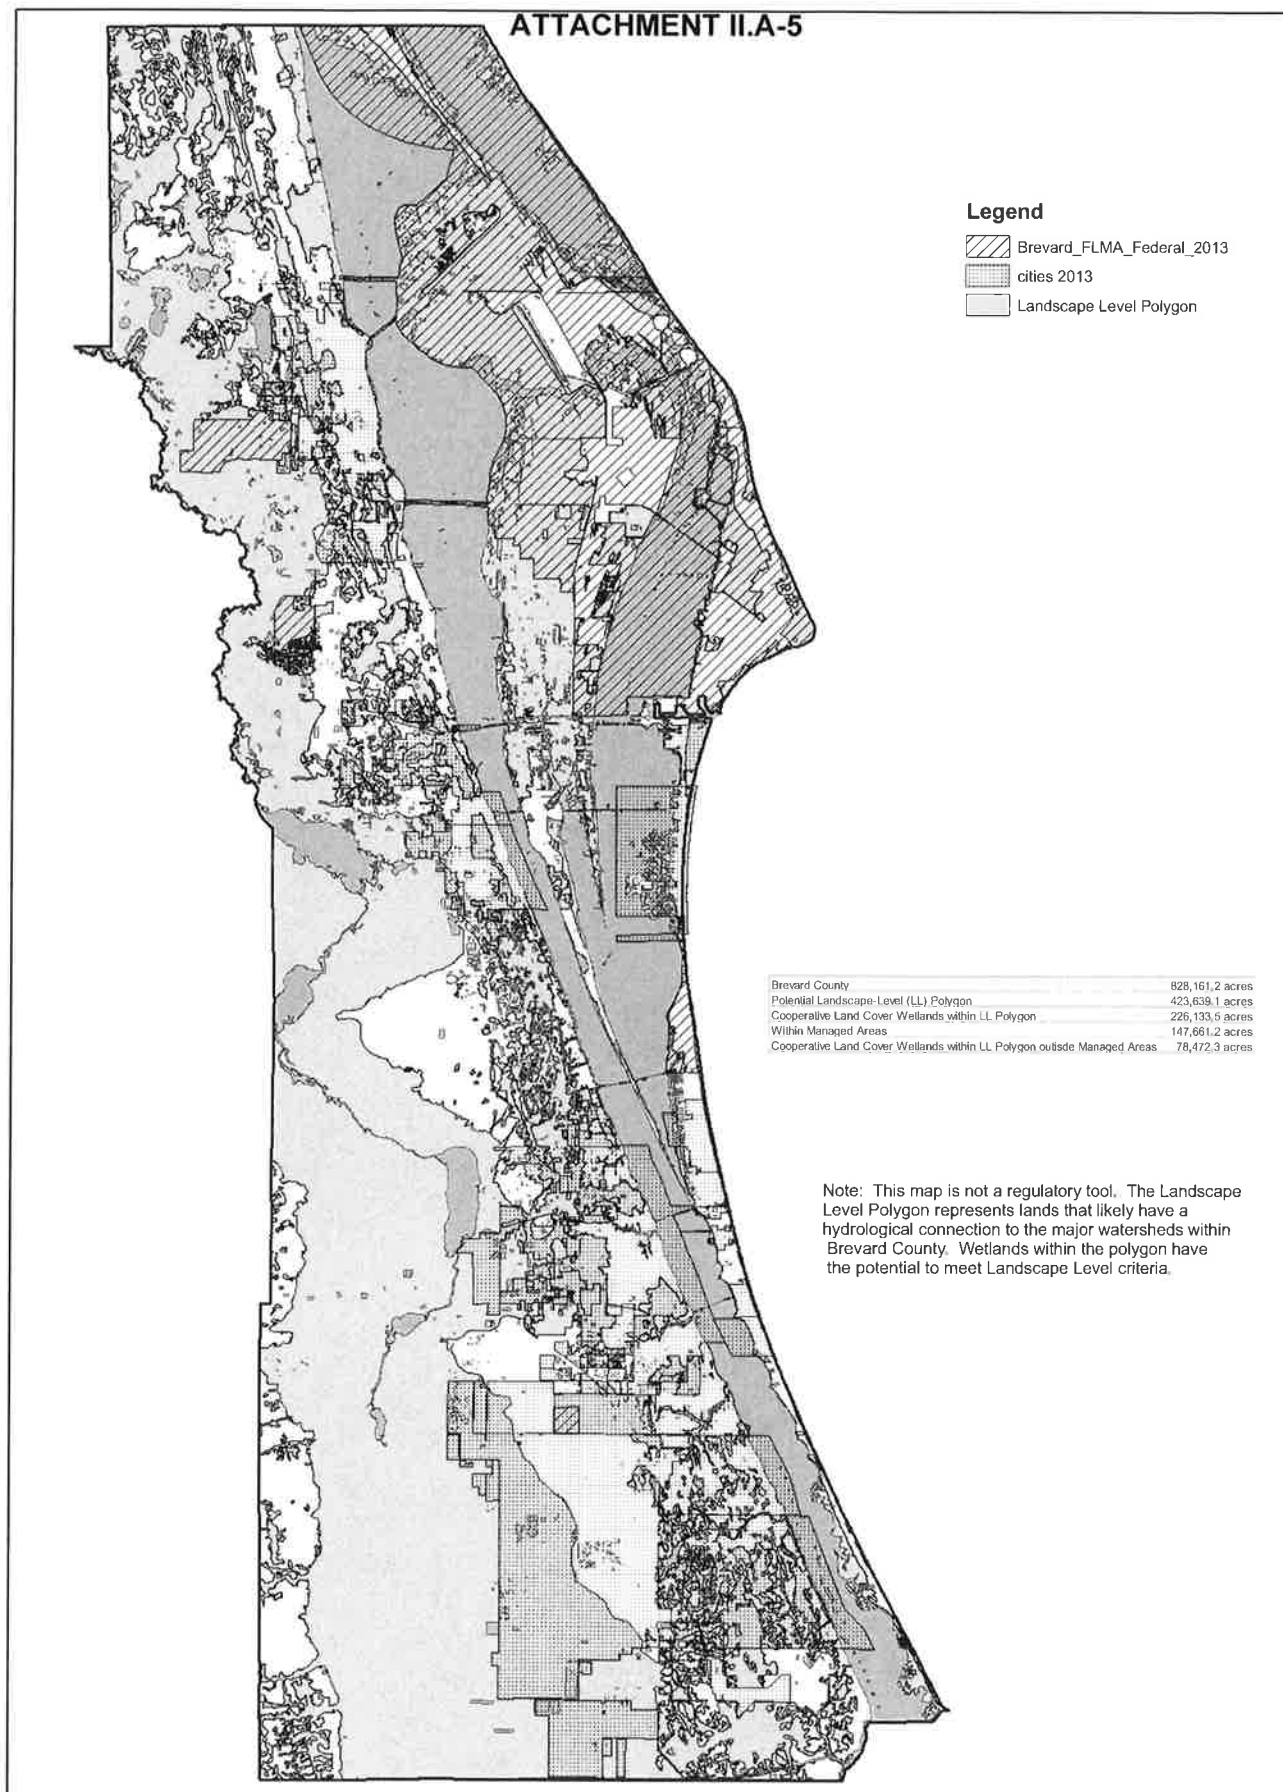 ATTACHMENT II.A-5
Legend
Brevard_FLMA_Federal_2013
cities 2013
Landscape Level Polygon
Brevard County 828,161.2 acres
Potential Landscape-Level (LL) Polygon 423,639.1 acres
Cooperative Land Cover Wetlands within LL Polygon 226,133.5 acres
Within Managed Areas 147,661.2 acres
Cooperative Land Cover Wetlands within LL Polygon outisde Managed Areas 78,472.3 acres
Note: This map is not a regulatory tool. The Landscape
Level Polygon represents lands that likely have a
hydrological connection to the major watersheds within
Brevard County. Wetlands within the polygon have
the potential to meet Landscape Level criteria.